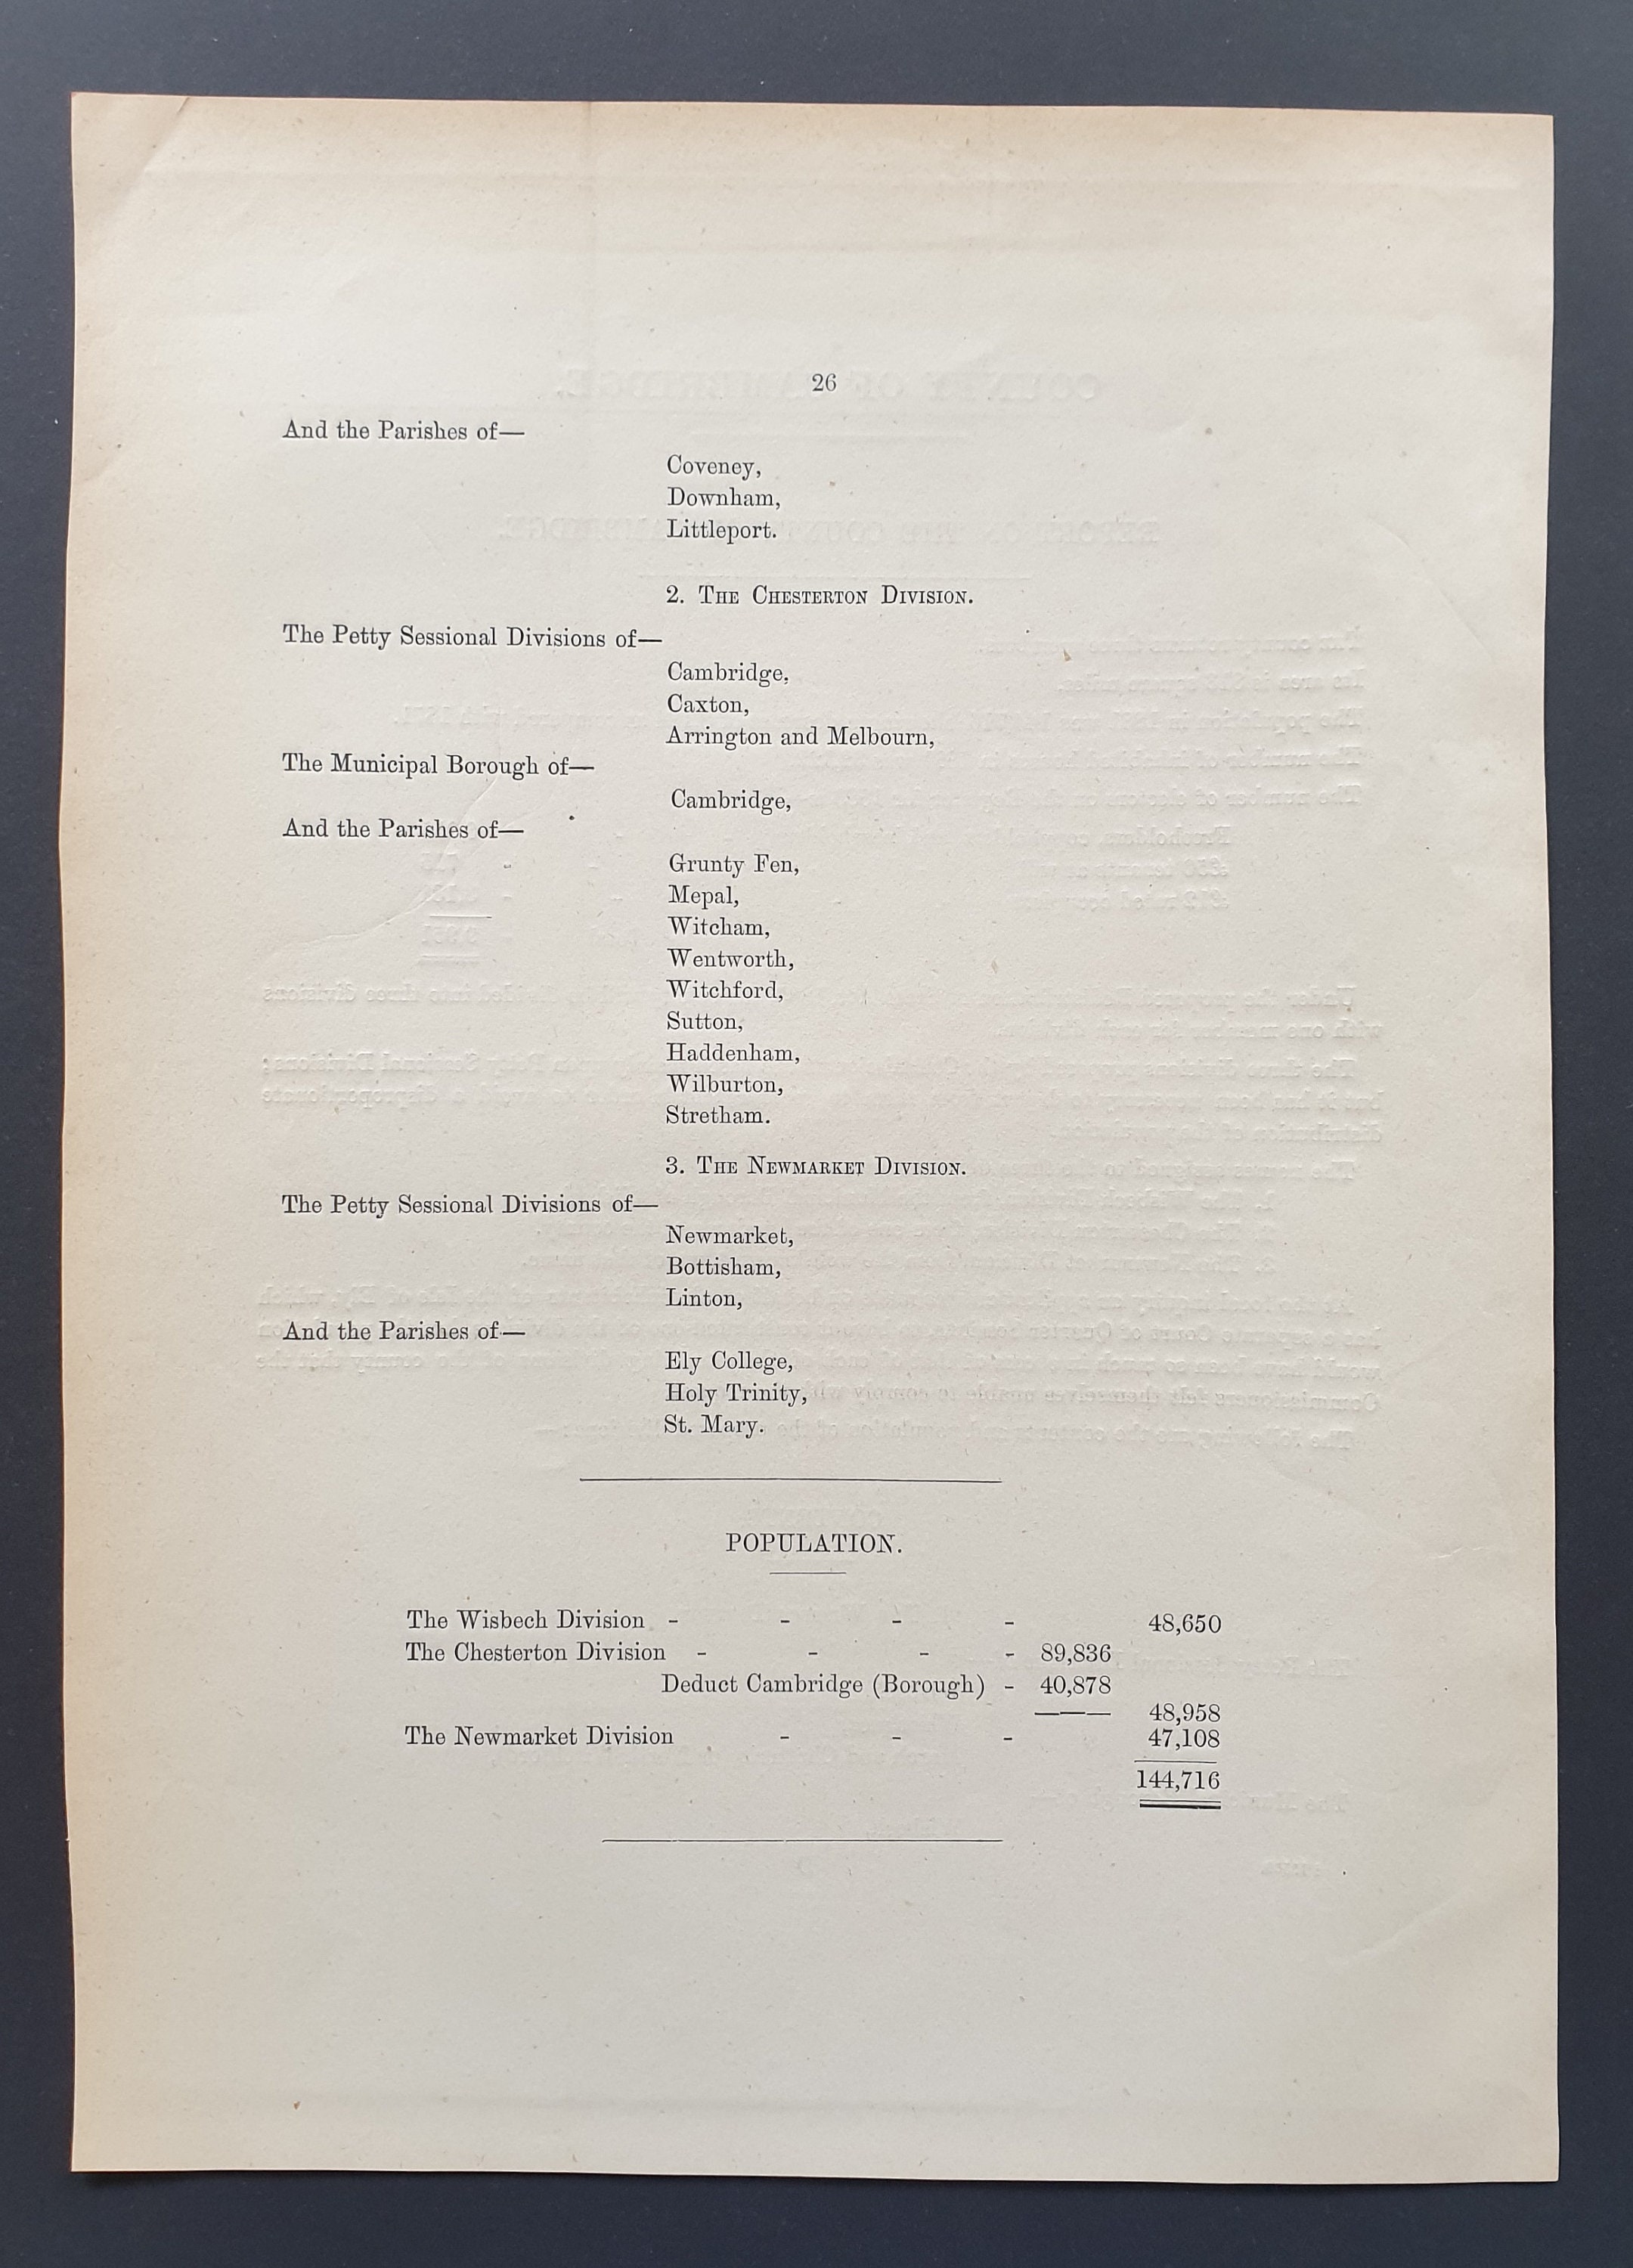 26
And the Parishes of—
Coveney,
Downham,
Littleport.
2. The Chesterton Division.
The Petty Sessional Divisions of—
Cambridge,
Caxton,
Arrington and Melbourn,
The Municipal Borough of—
Cambridge,
And the Parishes of—
Grunty Fen,
Mepal,
Witcham,
Wentworth,
Witchford,
Sutton,
Haddenham,
Wilburton,
Stretham.
3. The Newmarket Division.
The Petty Sessional Divisions of—
Newmarket,
Bottisham,
Linton,
And the Parishes of—
Ely College,
Holy Trinity,
St. Mary.
POPULATION.
The Wisbech Division - - - - 48,650
The Chesterton Division - - - - 89,836
Deduct Cambridge (Borough) - 40,878
48,958
The Newmarket Division - - - 47,108
144,716